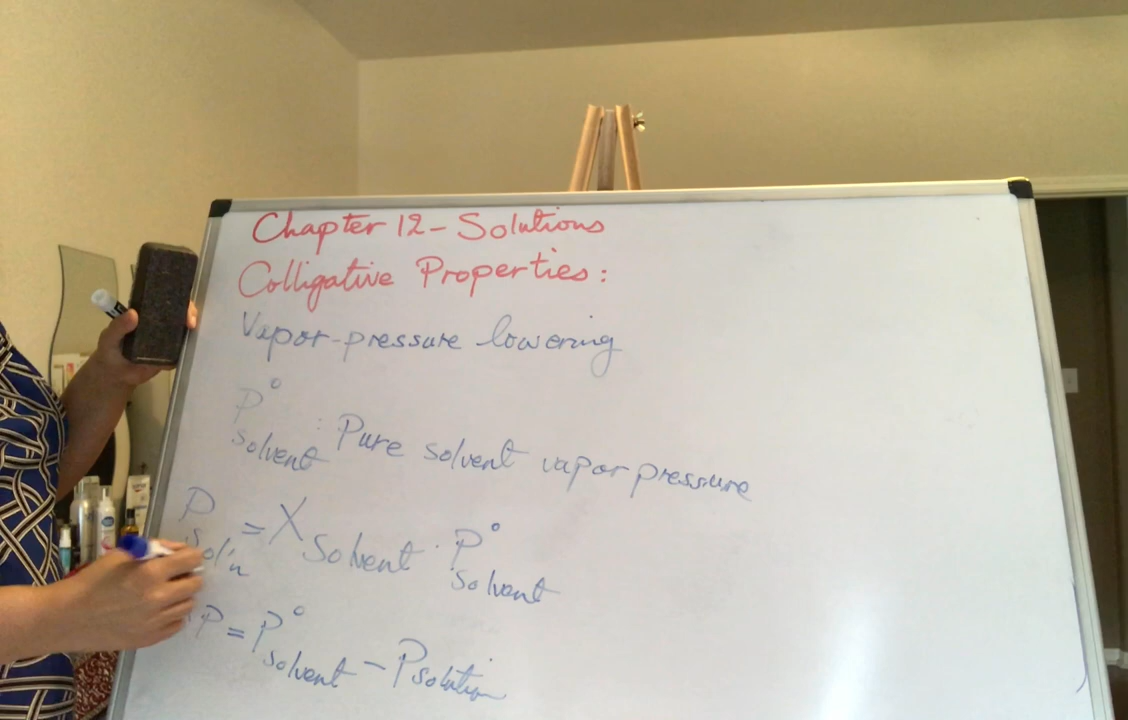 Chapter 12 - Solutions
Colligative Properties:
Vapor-pressure lowering
P°solvent : Pure solvent vapor pressure
Psol'n = Xsolvent · P°solvent
P = P°solvent - Psolution